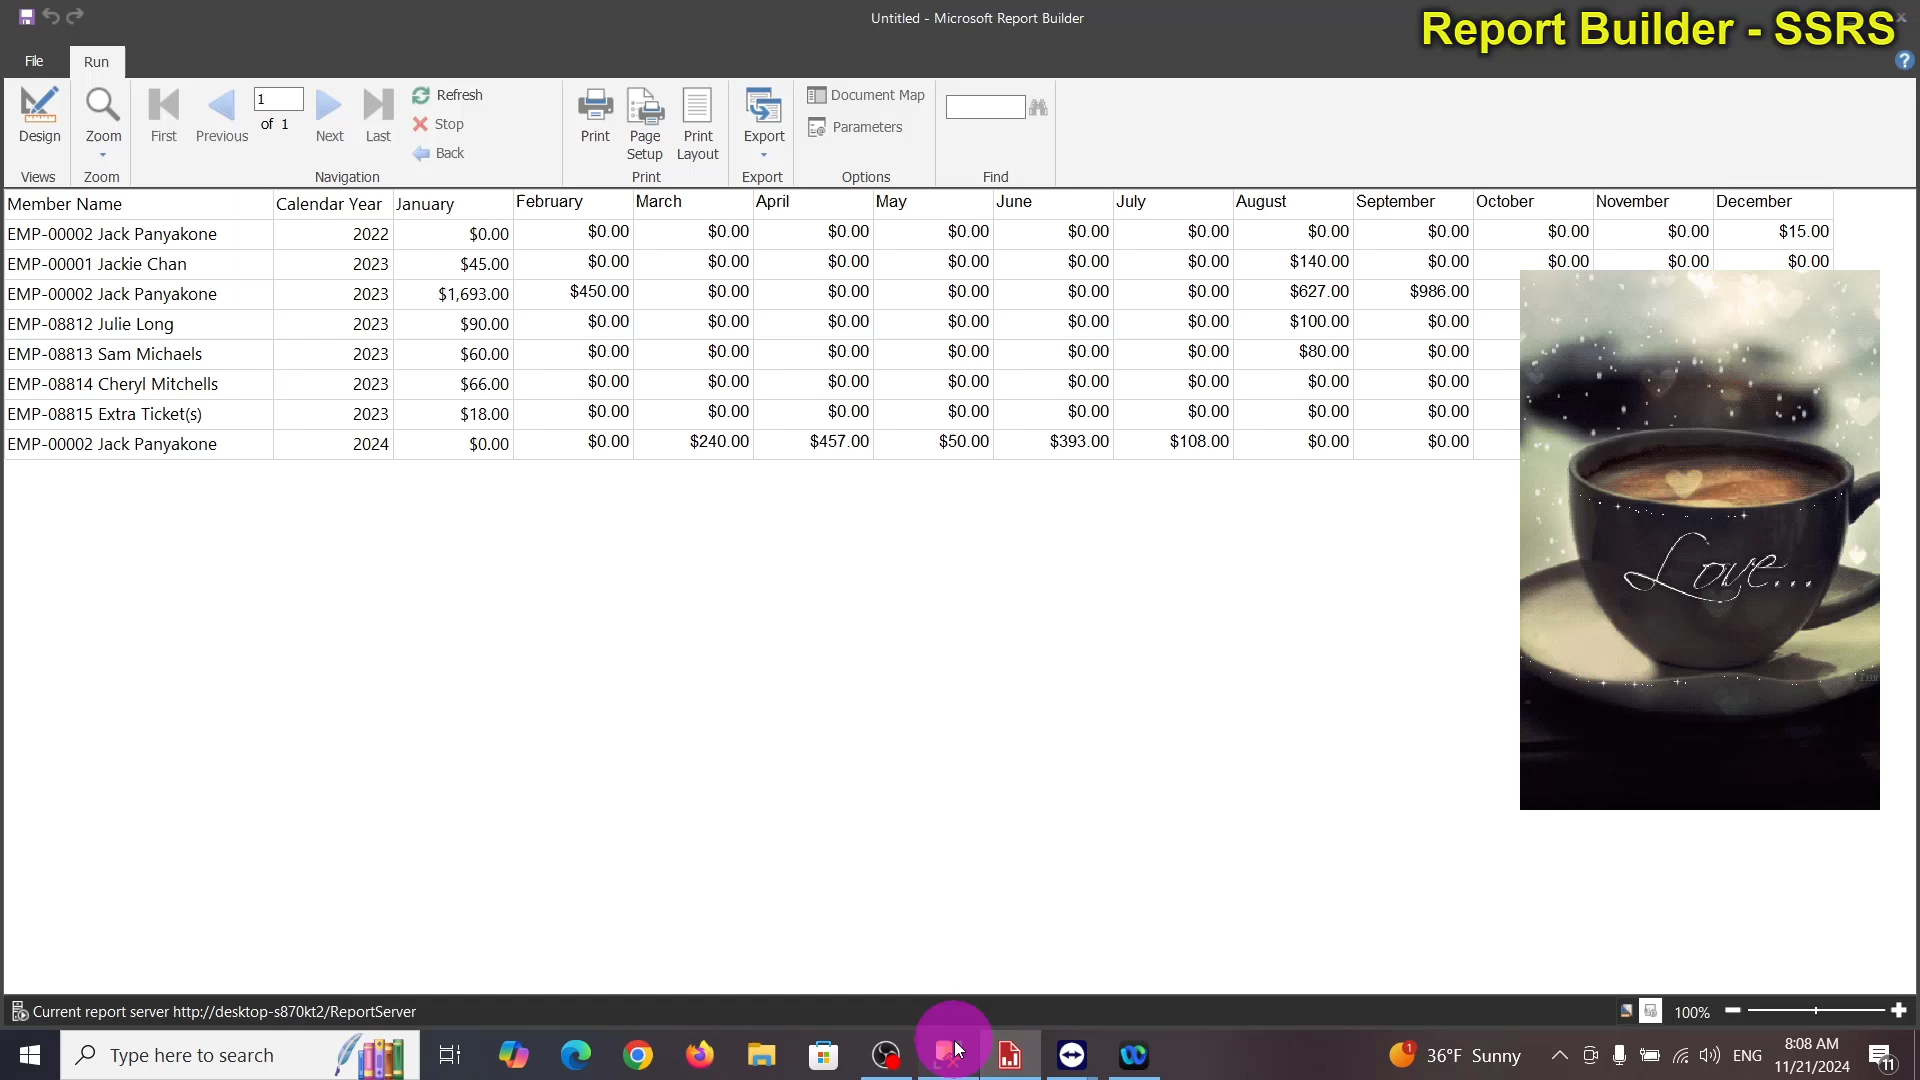 Untitled - Microsoft Report Builder
Report Builder - SSRS
File
Run
Design
Zoom
First
Previous
1
of 1
Next
Last
Refresh
Stop
Back
Print
Page Setup
Print Layout
Export
Document Map
Parameters
Views
Zoom
Navigation
Print
Export
Options
Find
Member Name Calendar Year January February March April May June July August September October November December
EMP-00002 Jack Panyakone 2022 $0.00 $0.00 $0.00 $0.00 $0.00 $0.00 $0.00 $0.00 $0.00 $0.00 $0.00 $15.00
EMP-00001 Jackie Chan 2023 $45.00 $0.00 $0.00 $0.00 $0.00 $0.00 $0.00 $140.00 $0.00 $0.00 $0.00 $0.00
EMP-00002 Jack Panyakone 2023 $1,693.00 $450.00 $0.00 $0.00 $0.00 $0.00 $0.00 $627.00 $986.00
EMP-08812 Julie Long 2023 $90.00 $0.00 $0.00 $0.00 $0.00 $0.00 $0.00 $100.00 $0.00
EMP-08813 Sam Michaels 2023 $60.00 $0.00 $0.00 $0.00 $0.00 $0.00 $0.00 $80.00 $0.00
EMP-08814 Cheryl Mitchells 2023 $66.00 $0.00 $0.00 $0.00 $0.00 $0.00 $0.00 $0.00 $0.00
EMP-08815 Extra Ticket(s) 2023 $18.00 $0.00 $0.00 $0.00 $0.00 $0.00 $0.00 $0.00 $0.00
EMP-00002 Jack Panyakone 2024 $0.00 $0.00 $240.00 $457.00 $50.00 $393.00 $108.00 $0.00 $0.00
Love...
Current report server http://desktop-s870kt2/ReportServer
100%
Type here to search
1
36°F Sunny
ENG
8:08 AM
11/21/2024
11